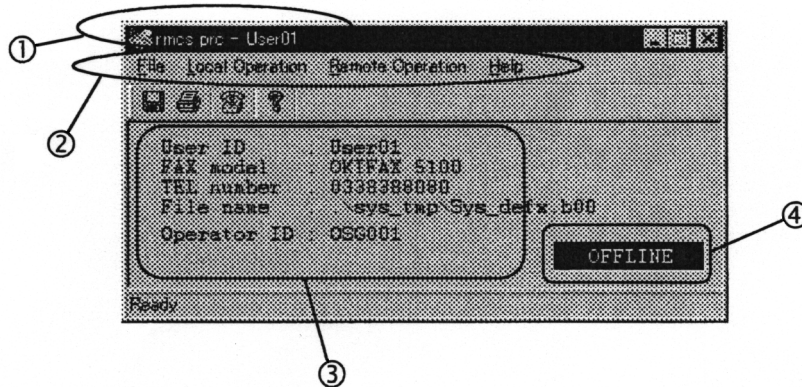 ①
rmcs pro - User01
②
File Local Operation Remote Operation Help
User ID : User01
FAX model : OKIFAX 5100
TEL number : 0338388080
File name : .\sys_tmp\Sys_defx.b00
Operator ID : OSG001
④
OFFLINE
Ready
③